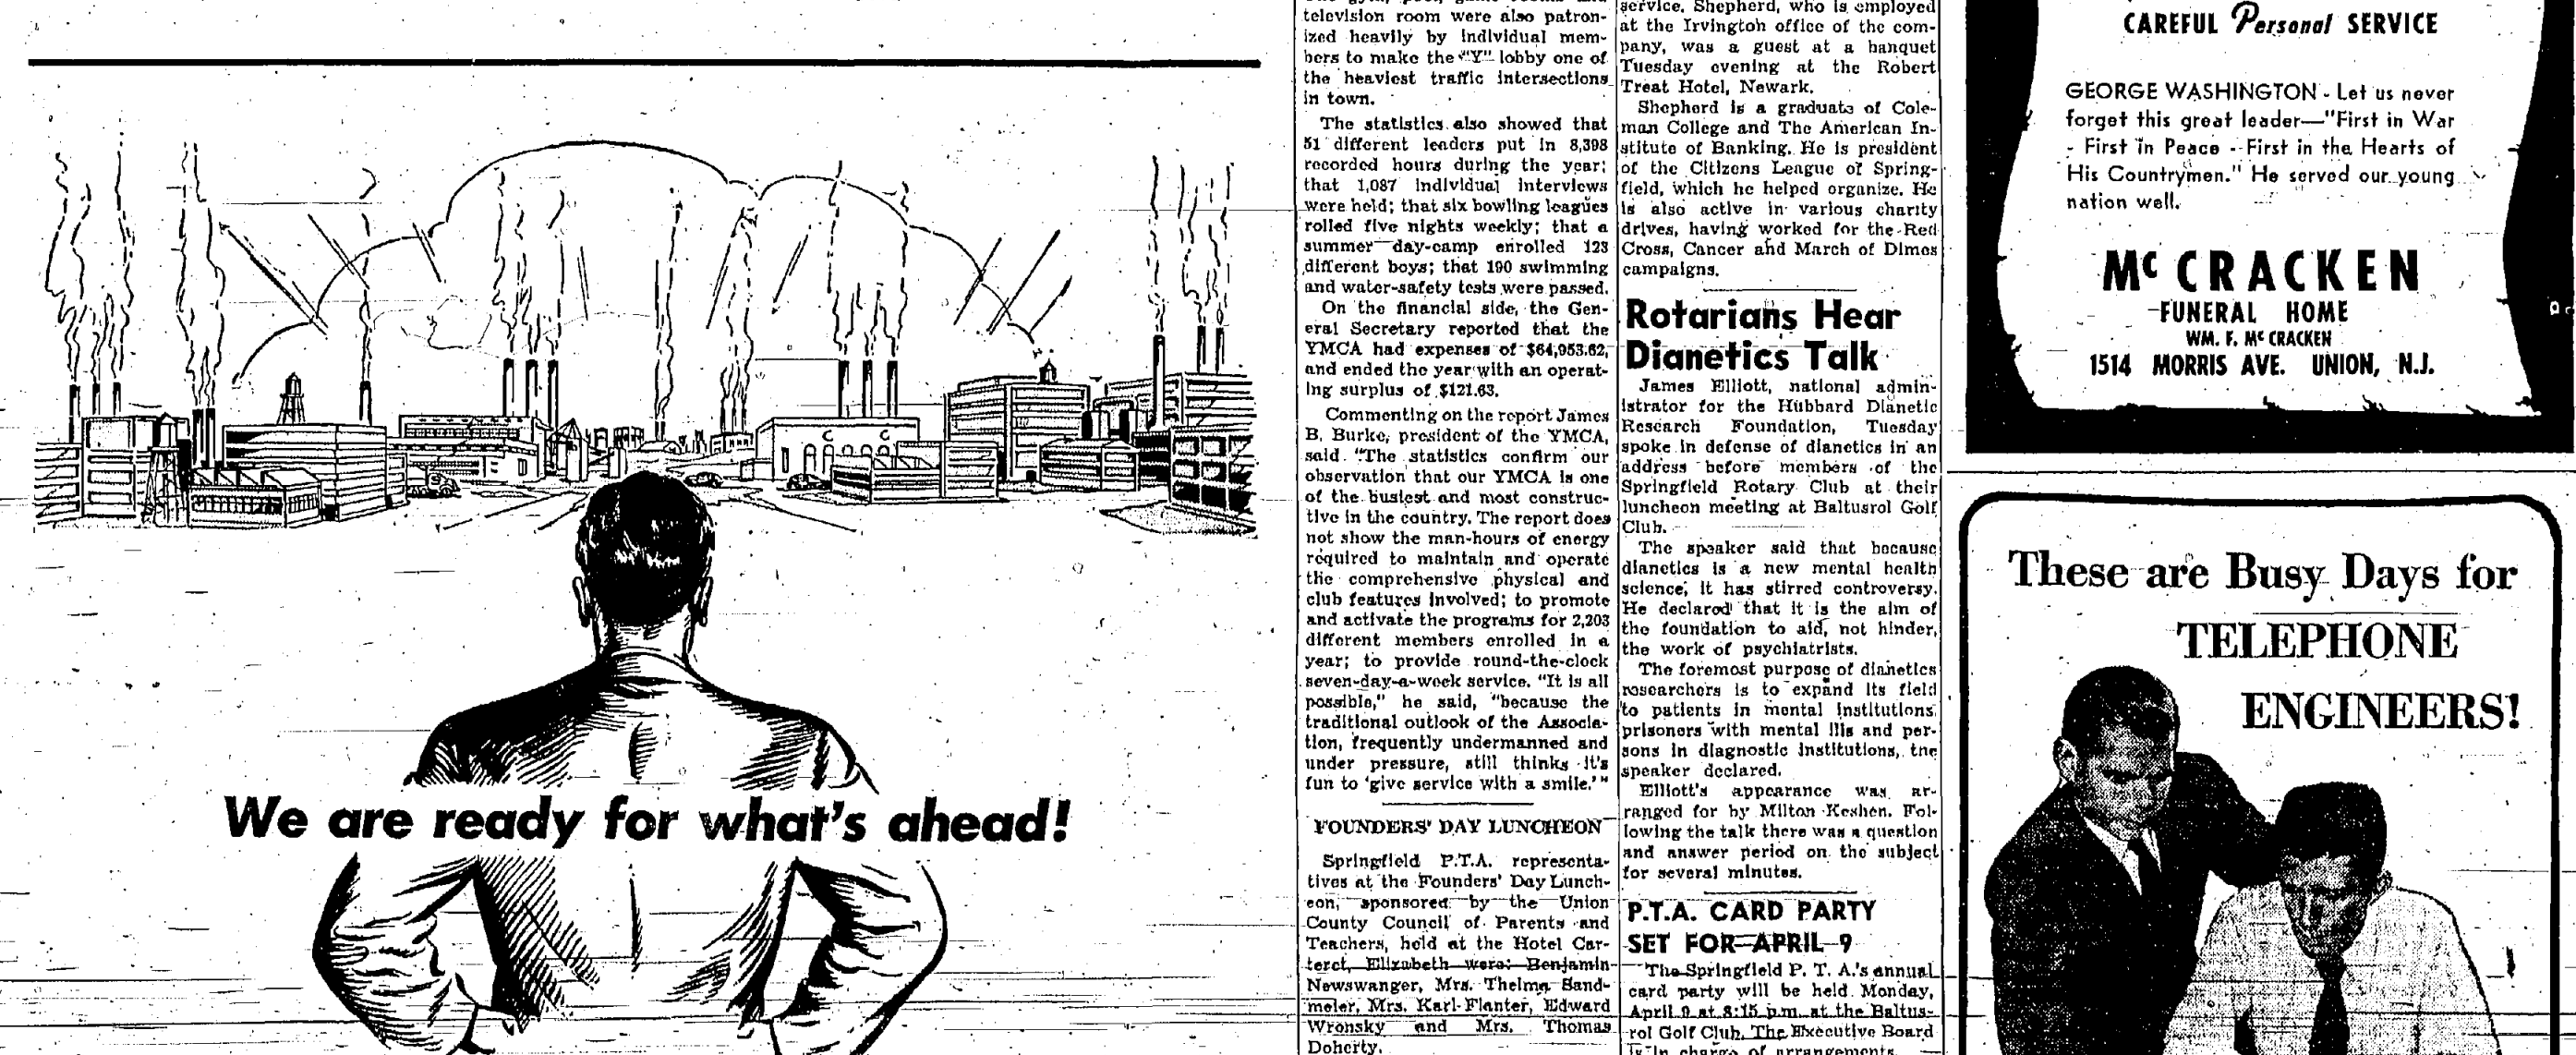 We are ready for what's ahead!
television room were also patron-
ized heavily by individual mem-
bers to make the "Y" lobby one of
the heaviest traffic intersections
in town.
The statistics also showed that
51 different leaders put in 8,398
recorded hours during the year;
that 1,087 individual interviews
were held; that six bowling leagues
rolled five nights weekly; that a
summer day-camp enrolled 123
different boys; that 190 swimming
and water-safety tests were passed.
On the financial side, the Gen-
eral Secretary reported that the
YMCA had expenses of $64,953.62,
and ended the year with an operat-
ing surplus of $121.63.
Commenting on the report James
B. Burke, president of the YMCA,
said "The statistics confirm our
observation that our YMCA is one
of the busiest and most construc-
tive in the country. The report does
not show the man-hours of energy
required to maintain and operate
the comprehensive physical and
club features involved; to promote
and activate the programs for 2,203
different members enrolled in a
year; to provide round-the-clock
seven-day-a-week service. "It is all
possible," he said, "because the
traditional outlook of the Associa-
tion, frequently undermanned and
under pressure, still thinks it's
fun to 'give service with a smile.'"
FOUNDERS' DAY LUNCHEON
Springfield P.T.A. representa-
tives at the Founders' Day Lunch-
eon, sponsored by the Union
County Council of Parents and
Teachers, held at the Hotel Car-
teret, Elizabeth were: Benjamin
Newswanger, Mrs. Thelma Sand-
meier, Mrs. Karl Flanter, Edward
Wronsky and Mrs. Thomas
Doherty.
service. Shepherd, who is employed
at the Irvington office of the com-
pany, was a guest at a banquet
Tuesday evening at the Robert
Treat Hotel, Newark.
Shepherd is a graduate of Cole-
man College and The American In-
stitute of Banking. He is president
of the Citizens League of Spring-
field, which he helped organize. He
is also active in various charity
drives, having worked for the Red
Cross, Cancer and March of Dimes
campaigns.
Rotarians Hear
Dianetics Talk
James Elliott, national admin-
istrator for the Hubbard Dianetic
Research Foundation, Tuesday
spoke in defense of dianetics in an
address before members of the
Springfield Rotary Club at their
luncheon meeting at Baltusrol Golf
Club.
The speaker said that because
dianetics is a new mental health
science, it has stirred controversy.
He declared that it is the aim of
the foundation to aid, not hinder,
the work of psychiatrists.
The foremost purpose of dianetics
researchers is to expand its field
to patients in mental institutions,
prisoners with mental ills and per-
sons in diagnostic institutions, the
speaker declared.
Elliott's appearance was ar-
ranged for by Milton Keshen. Fol-
lowing the talk there was a question
and answer period on the subject
for several minutes.
P.T.A. CARD PARTY
SET FOR APRIL 9
The Springfield P. T. A.'s annual
card party will be held Monday,
April 9 at 8:15 p.m. at the Baltus-
rol Golf Club. The Executive Board
is in charge of arrangements.
CAREFUL Personal SERVICE
GEORGE WASHINGTON - Let us never
forget this great leader—"First in War
- First in Peace - First in the Hearts of
His Countrymen." He served our young
nation well.
Mc CRACKEN
FUNERAL HOME
WM. F. Mc CRACKEN
1514 MORRIS AVE. UNION, N.J.
These are Busy Days for
TELEPHONE
ENGINEERS!